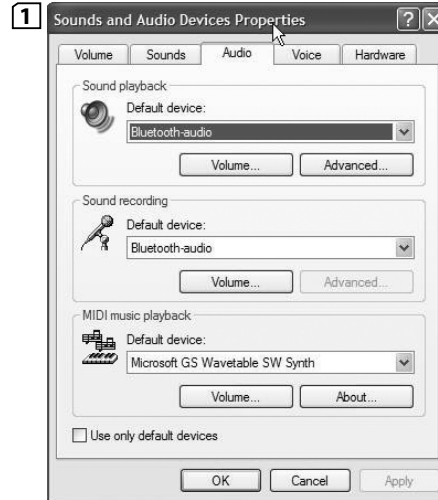 1
Sounds and Audio Devices Properties
Volume Sounds Audio Voice Hardware
Sound playback
Default device:
Bluetooth-audio
Volume... Advanced...
Sound recording
Default device:
Bluetooth-audio
Volume... Advanced...
MIDI music playback
Default device:
Microsoft GS Wavetable SW Synth
Volume... About...
Use only default devices
OK Cancel Apply